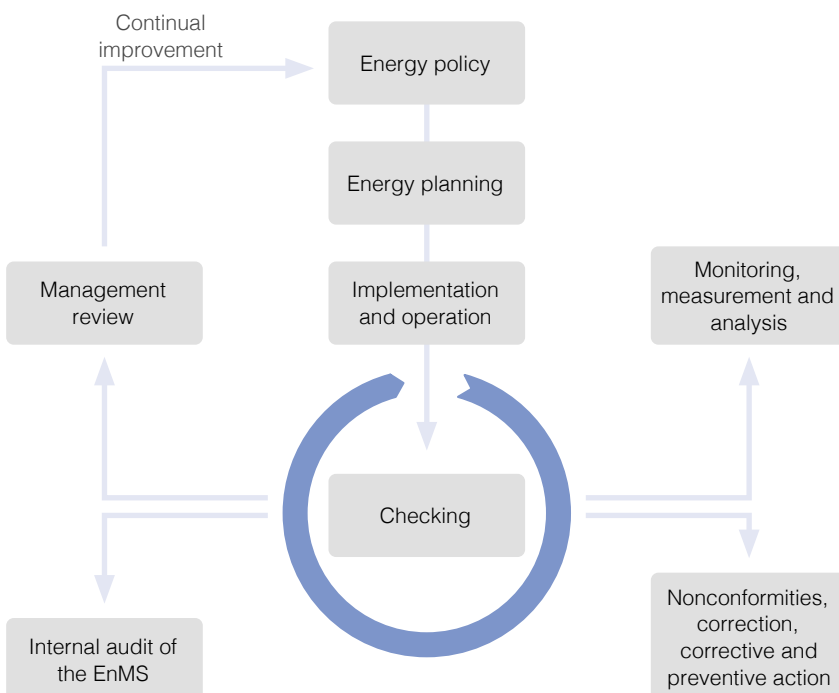 Continual
improvement
Energy policy
Energy planning
Management
review
Implementation
and operation
Monitoring,
measurement and
analysis
Checking
Internal audit of
the EnMS
Nonconformities,
correction,
corrective and
preventive action